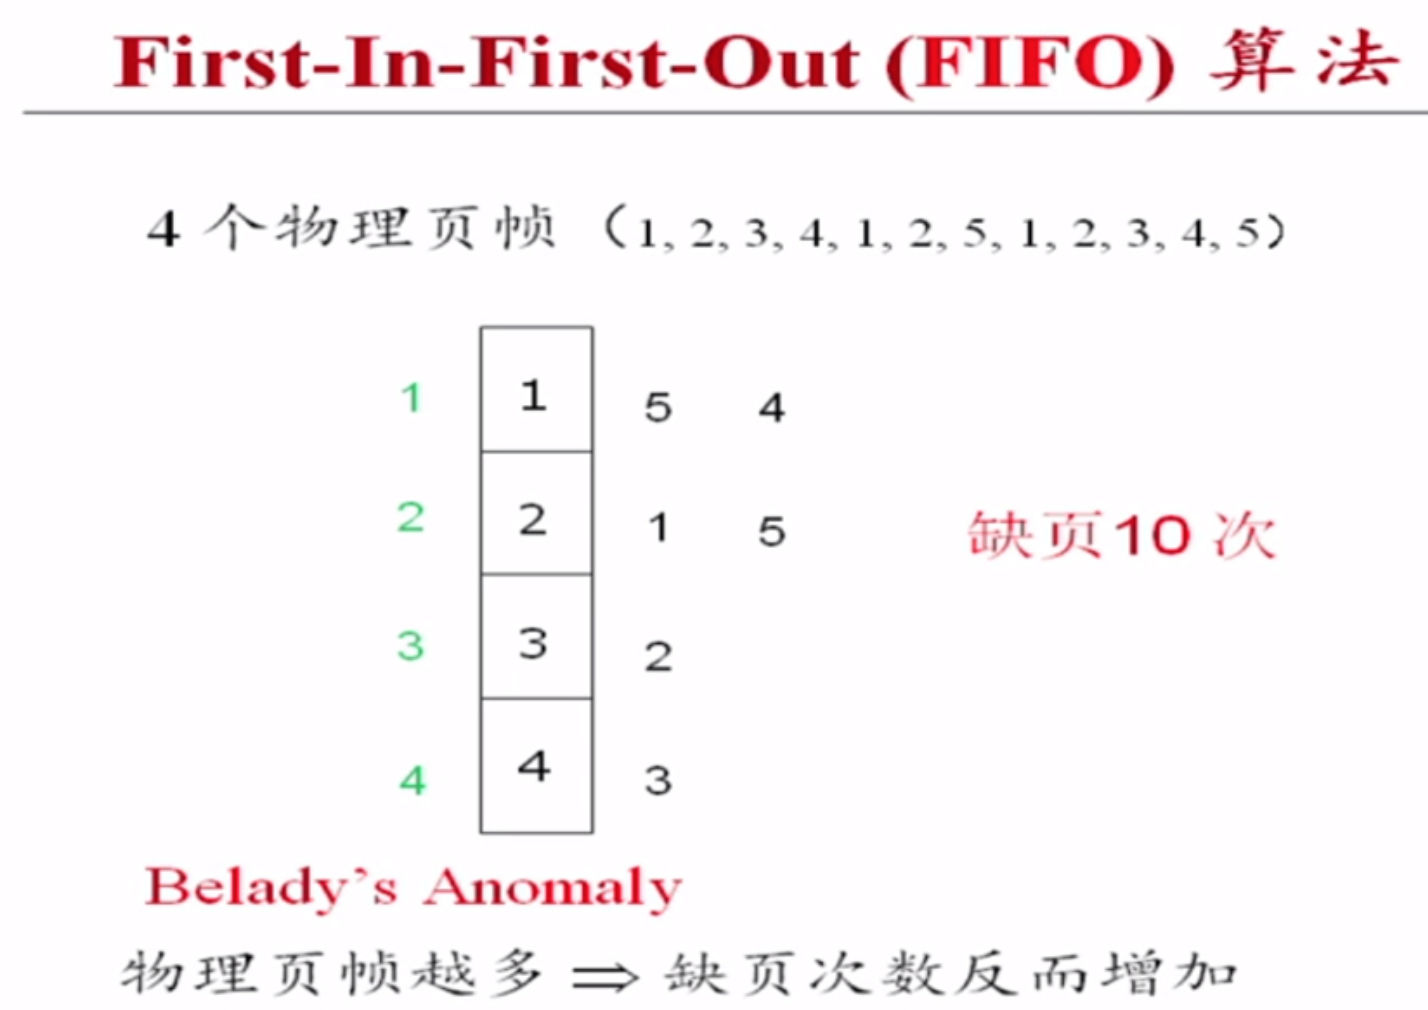 First-In-First-Out (FIFO) 算法
4 个物理页帧（1, 2, 3, 4, 1, 2, 5, 1, 2, 3, 4, 5）
1 1 5 4
2 2 1 5
缺页10 次
3 3 2
4 4 3
Belady’s Anomaly
物理页帧越多 ⇒ 缺页次数反而增加